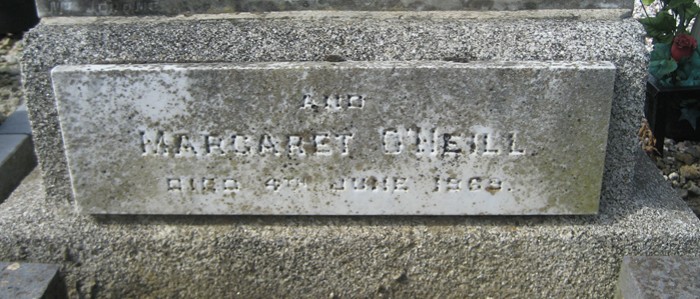 AND
MARGARET O'NEILL.
DIED 4TH JUNE